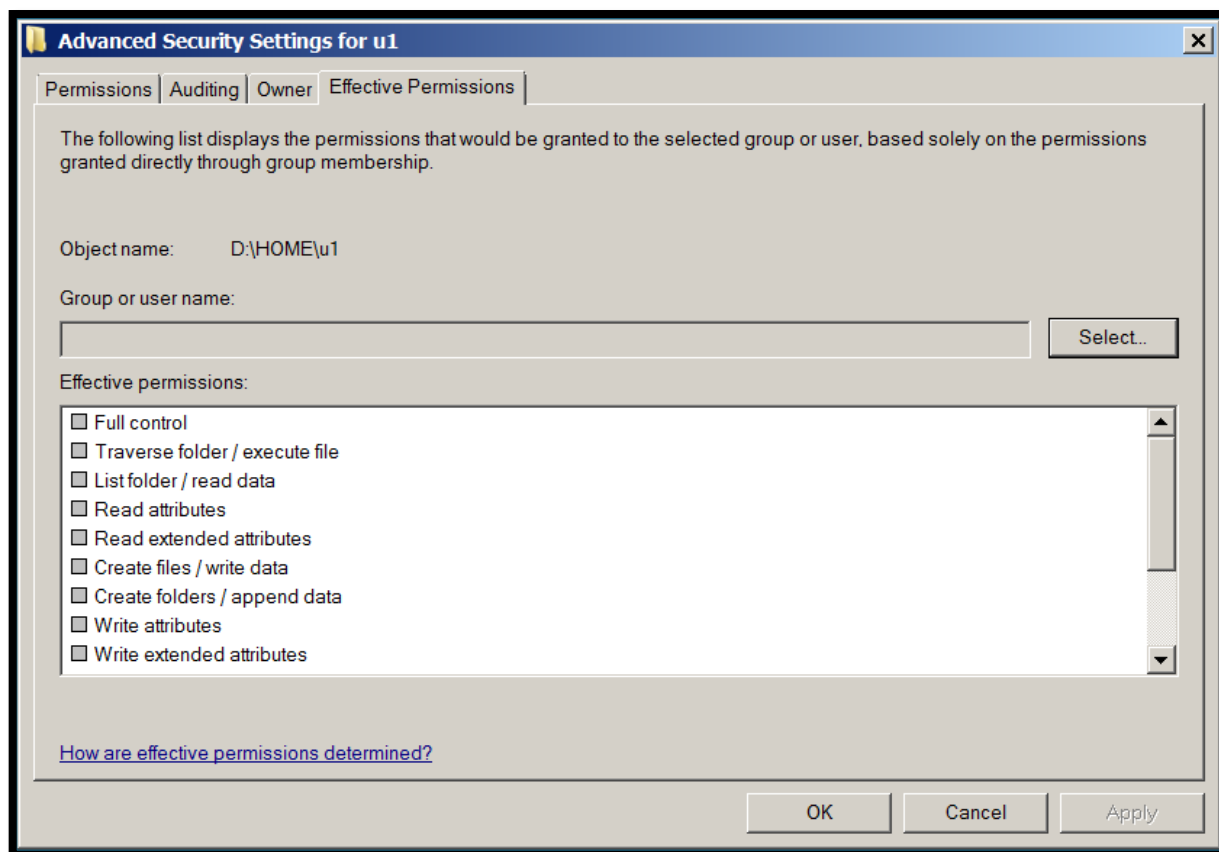 Advanced Security Settings for u1
Permissions Auditing Owner Effective Permissions
The following list displays the permissions that would be granted to the selected group or user, based solely on the permissions
granted directly through group membership.
Object name: D:\HOME\u1
Group or user name:
Select...
Effective permissions:
Full control
Traverse folder / execute file
List folder / read data
Read attributes
Read extended attributes
Create files / write data
Create folders / append data
Write attributes
Write extended attributes
How are effective permissions determined?
OK Cancel Apply